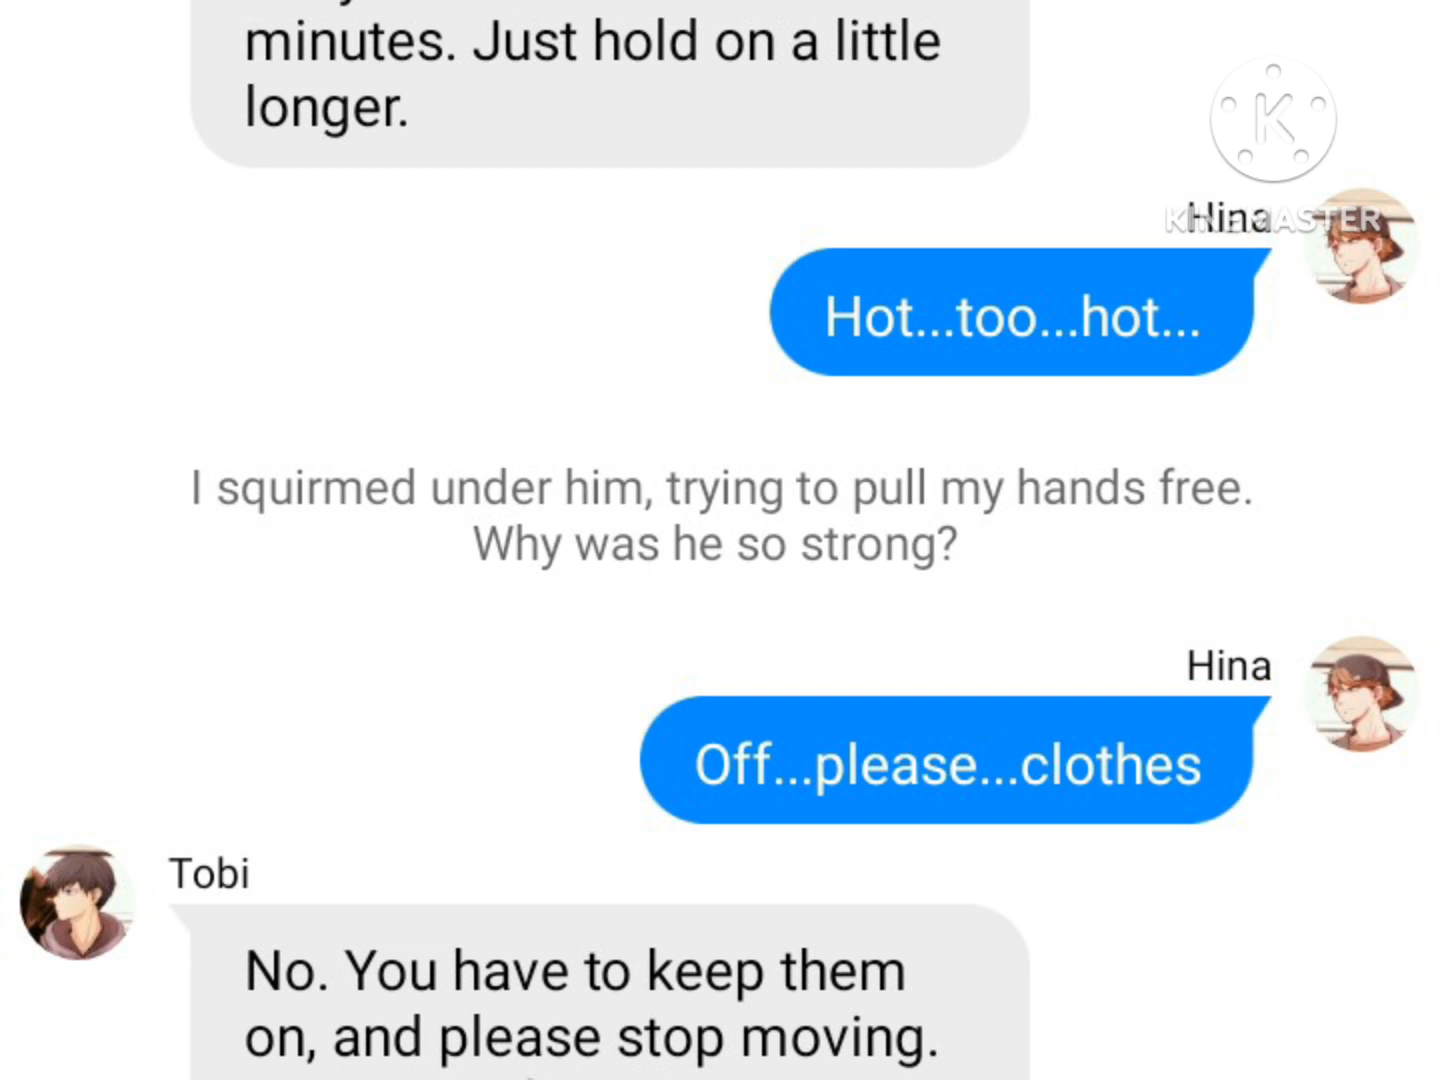 minutes. Just hold on a little
longer.
K
KINEMASTER
Hina
Hot...too...hot...
I squirmed under him, trying to pull my hands free.
Why was he so strong?
Hina
Off...please...clothes
Tobi
No. You have to keep them
on, and please stop moving.